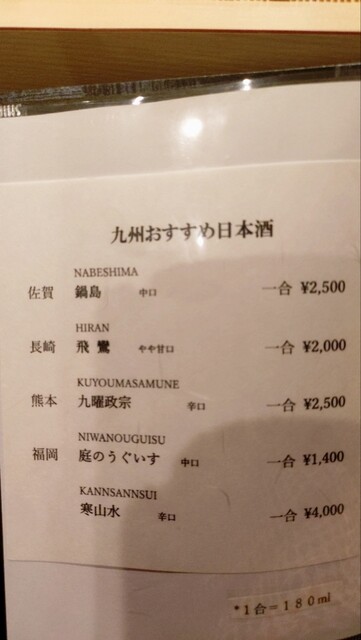 九州おすすめ日本酒
NABESHIMA
佐賀 鍋島 中口 一合 ¥2,500
HIRAN
長崎 飛鸞 やや甘口 一合 ¥2,000
KUYOUMASAMUNE
熊本 九曜政宗 辛口 一合 ¥2,500
NIWANOUGUISU
福岡 庭のうぐいす 中口 一合 ¥1,400
KANNSANNSUI
寒山水 辛口 一合 ¥4,000
*1合=180ml